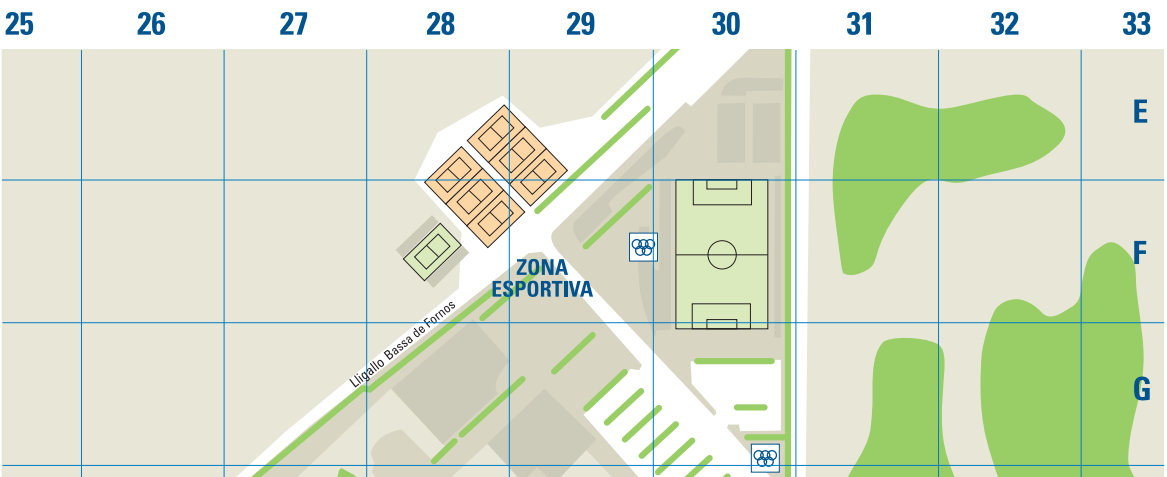 25 26 27 28 29 30 31 32 33
E
F
ZONA
ESPORTIVA
Lligallo Bassa de Fornos
G